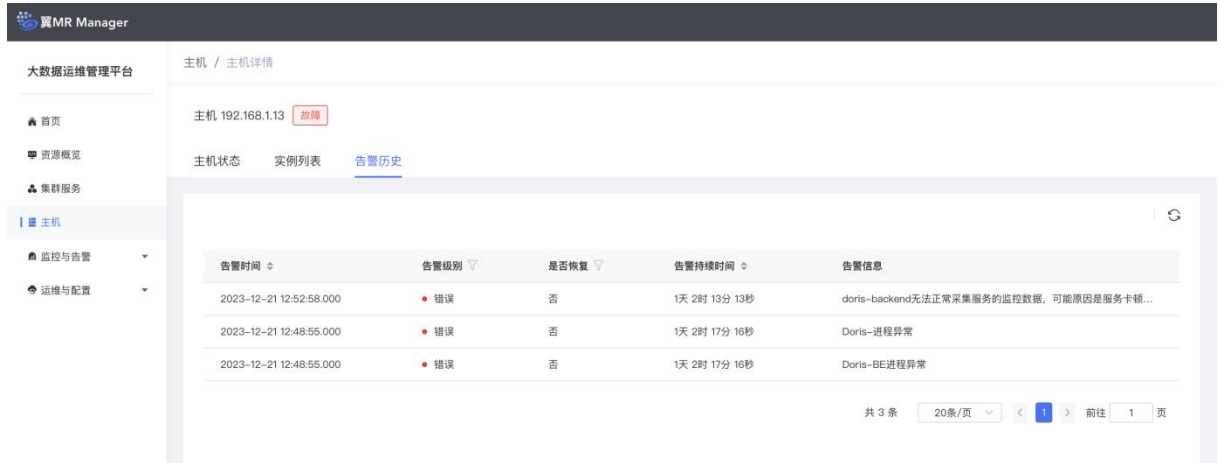 翼MR Manager
大数据运维管理平台
首页
资源概览
集群服务
主机
监控与告警
运维与配置
主机 / 主机详情
主机 192.168.1.13 故障
主机状态 实例列表 告警历史
告警时间 告警级别 是否恢复 告警持续时间 告警信息
2023-12-21 12:52:58.000 错误 否 1天 2时 13分 13秒 doris-backend无法正常采集服务的监控数据，可能原因是服务卡顿...
2023-12-21 12:48:55.000 错误 否 1天 2时 17分 16秒 Doris-进程异常
2023-12-21 12:48:55.000 错误 否 1天 2时 17分 16秒 Doris-BE进程异常
共 3 条 20条/页 < 1 > 前往 1 页